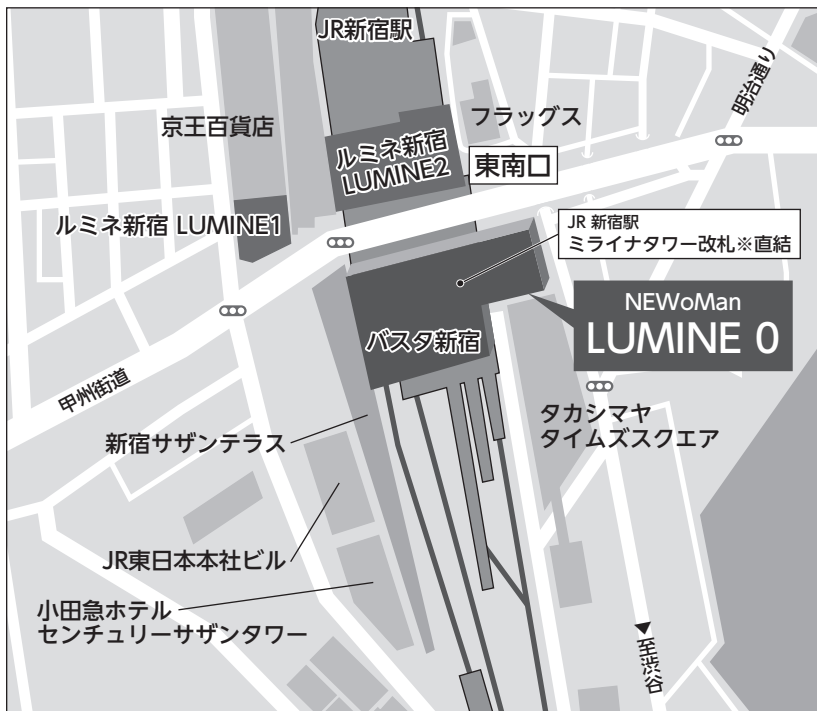 JR新宿駅
明治通り
フラッグス
京王百貨店
ルミネ新宿
LUMINE2
東南口
ルミネ新宿 LUMINE1
JR 新宿駅
ミライナタワー改札※直結
NEWoMan
LUMINE 0
バスタ新宿
甲州街道
タカシマヤ
タイムズスクエア
新宿サザンテラス
JR東日本本社ビル
小田急ホテル
センチュリーサザンタワー
▼至渋谷